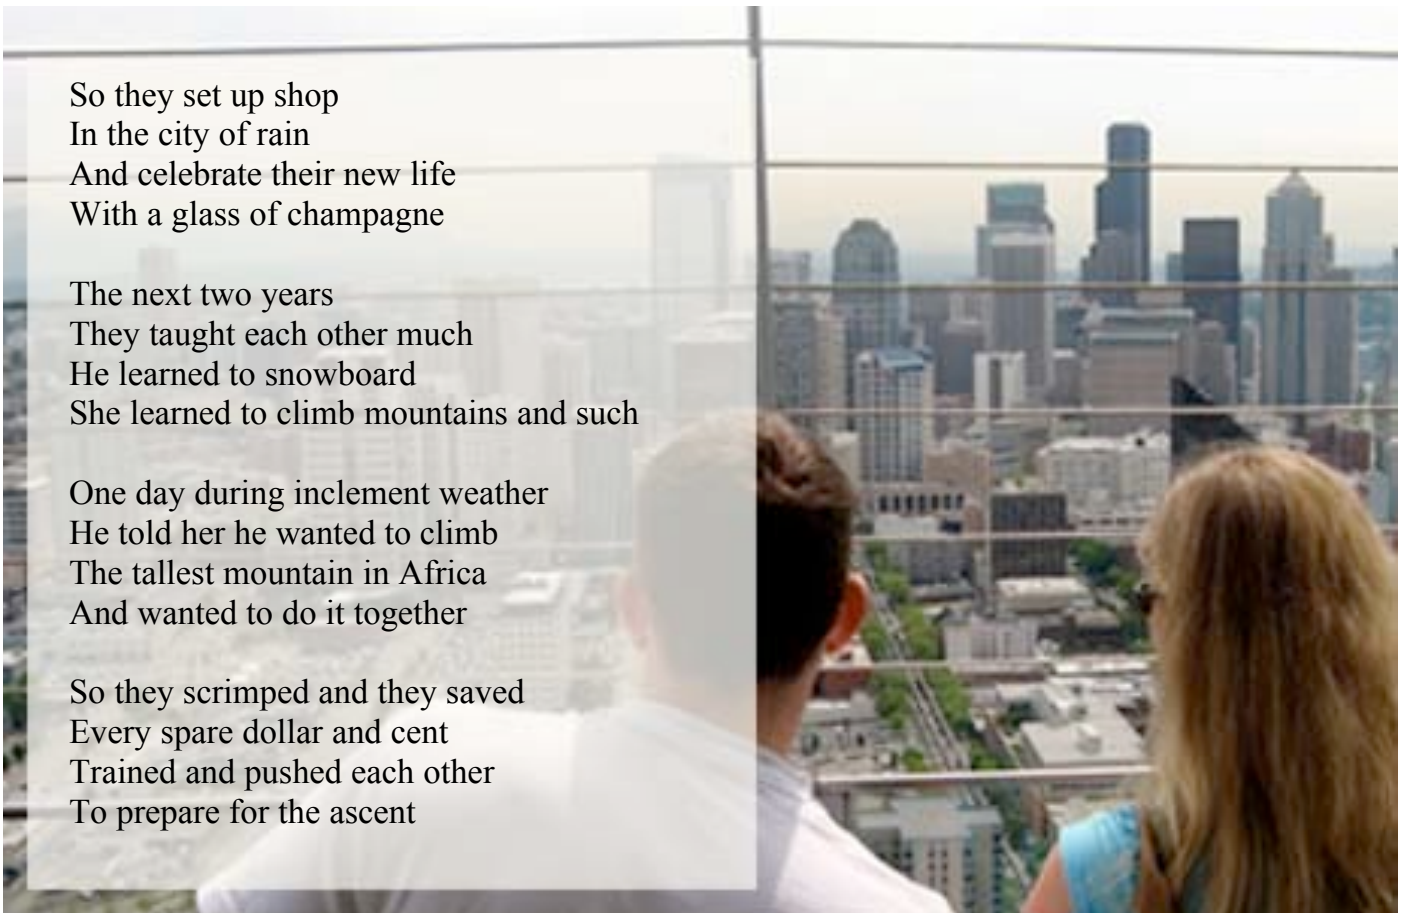 So they set up shop
In the city of rain
And celebrate their new life
With a glass of champagne

The next two years
They taught each other much
He learned to snowboard
She learned to climb mountains and such

One day during inclement weather
He told her he wanted to climb
The tallest mountain in Africa
And wanted to do it together

So they scrimped and they saved
Every spare dollar and cent
Trained and pushed each other
To prepare for the ascent